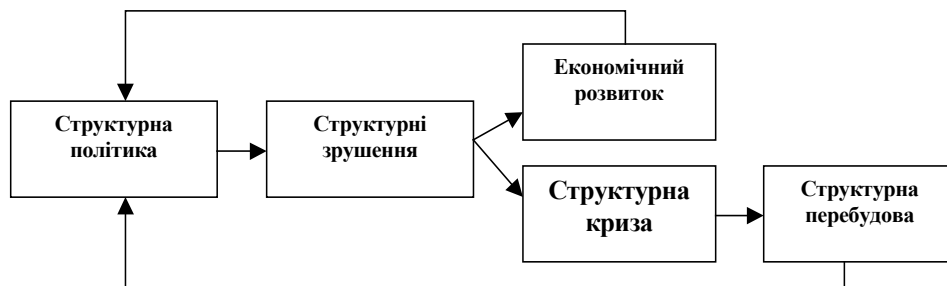 Економічний
розвиток
Структурна
політика
Структурні
зрушення
Структурна
криза
Структурна
перебудова